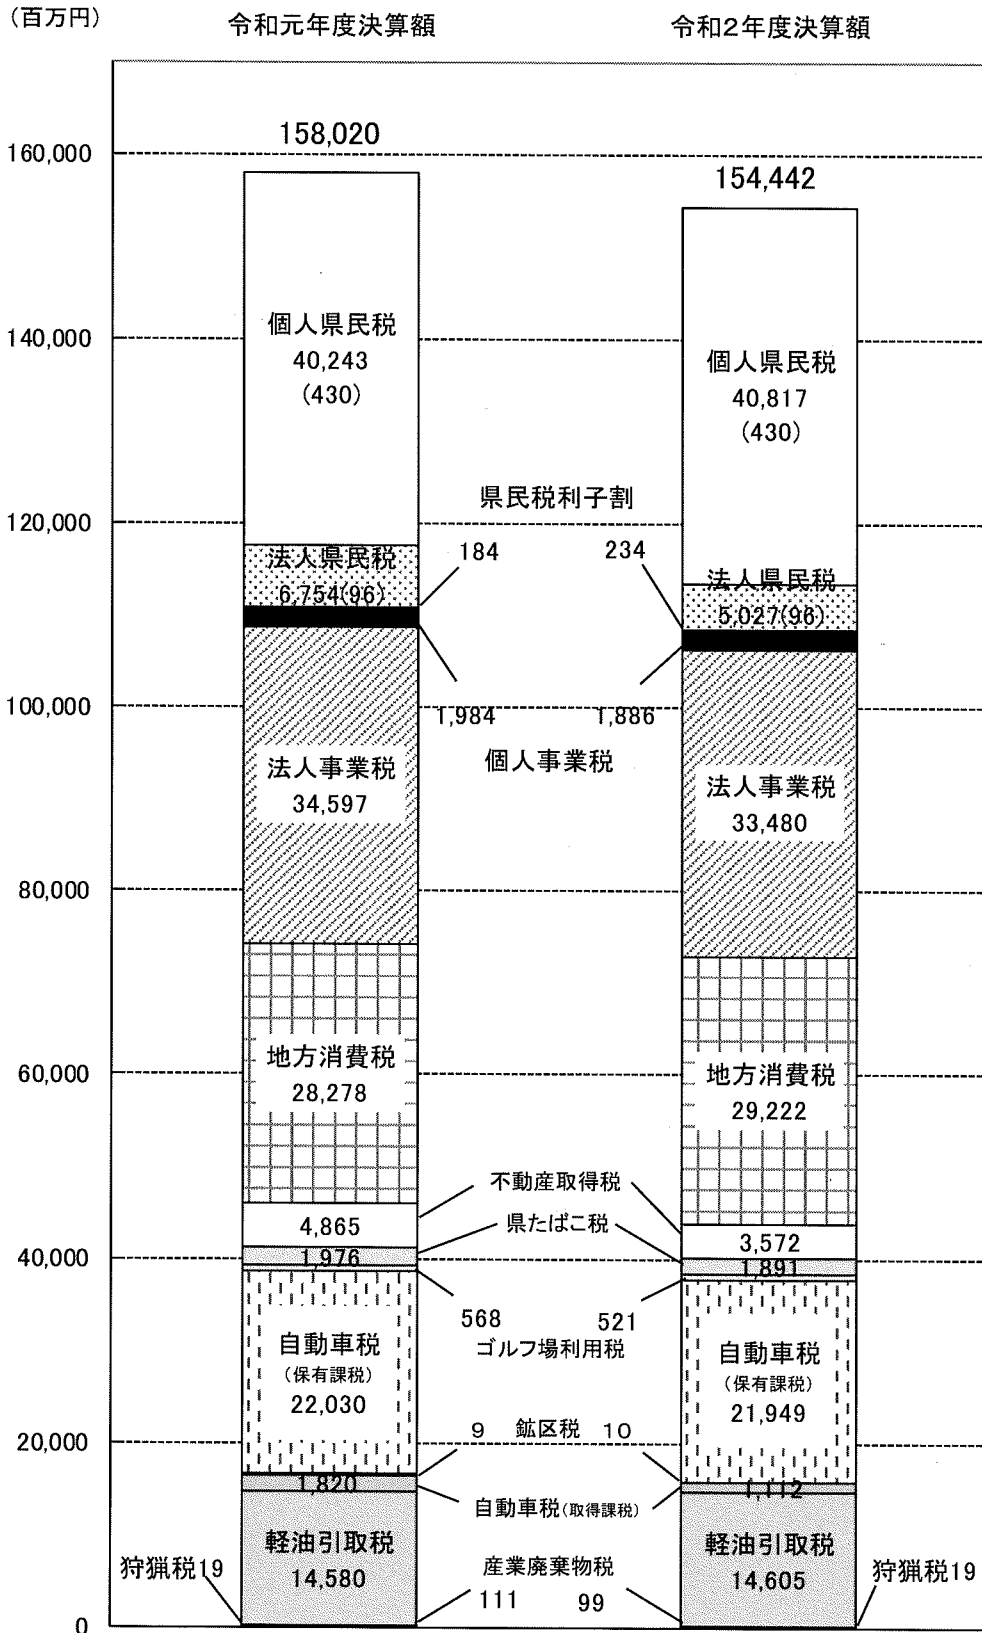 (百万円)
令和元年度決算額
令和2年度決算額
160,000
140,000
120,000
100,000
80,000
60,000
40,000
20,000
0
158,020
個人県民税
40,243
(430)
法人県民税
6,754(96)
法人事業税
34,597
地方消費税
28,278
4,865
1,976
自動車税
(保有課税)
22,030
1,820
軽油引取税
14,580
狩猟税19
県民税利子割
184
234
1,984
1,886
個人事業税
不動産取得税
県たばこ税
568
521
ゴルフ場利用税
9 鉱区税 10
自動車税(取得課税)
産業廃棄物税
111
99
154,442
個人県民税
40,817
(430)
法人県民税
5,027(96)
法人事業税
33,480
地方消費税
29,222
3,572
1,891
自動車税
(保有課税)
21,949
1,112
軽油引取税
14,605
狩猟税19